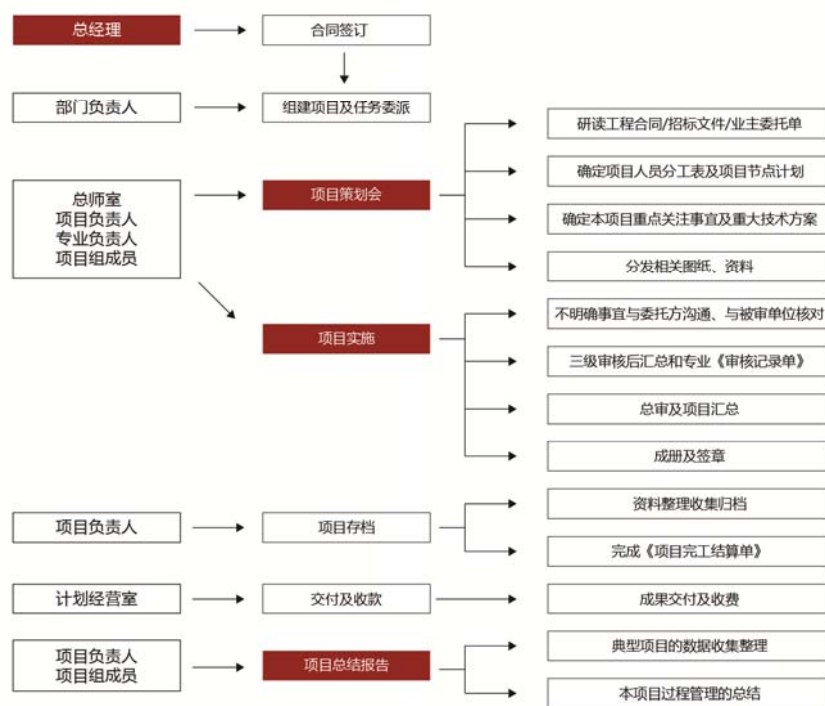 总经理
合同签订
部门负责人
组建项目及任务委派
总师室
项目负责人
专业负责人
项目组成员
项目策划会
研读工程合同/招标文件/业主委托单
确定项目人员分工表及项目节点计划
确定本项目重点关注事宜及重大技术方案
分发相关图纸、资料
项目实施
不明确事宜与委托方沟通、与被审单位核对
三级审核后汇总和专业《审核记录单》
总审及项目汇总
成册及签章
项目负责人
项目存档
资料整理收集归档
完成《项目完工结算单》
计划经营室
交付及收款
成果交付及收费
项目负责人
项目组成员
项目总结报告
典型项目的数据收集整理
本项目过程管理的总结